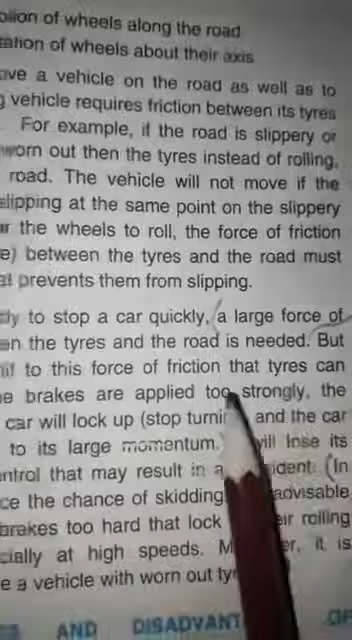 of wheels along the road
of wheels about their axis
a vehicle on the road as well as to
vehicle requires friction between its tyres
For example, if the road is slippery or
worn out then the tyres instead of rolling,
road. The vehicle will not move if the
slipping at the same point on the slippery
the wheels to roll, the force of friction
e) between the tyres and the road must
prevents them from slipping.
to stop a car quickly, a large force of
the tyres and the road is needed. But
to this force of friction that tyres can
brakes are applied too strongly, the
car will lock up (stop and the car
to its large momentum. will lose its
that may result in a (In
the chance of skidding advisable
brakes too hard that lock rolling
at high speeds. it is
a vehicle with worn out
AND